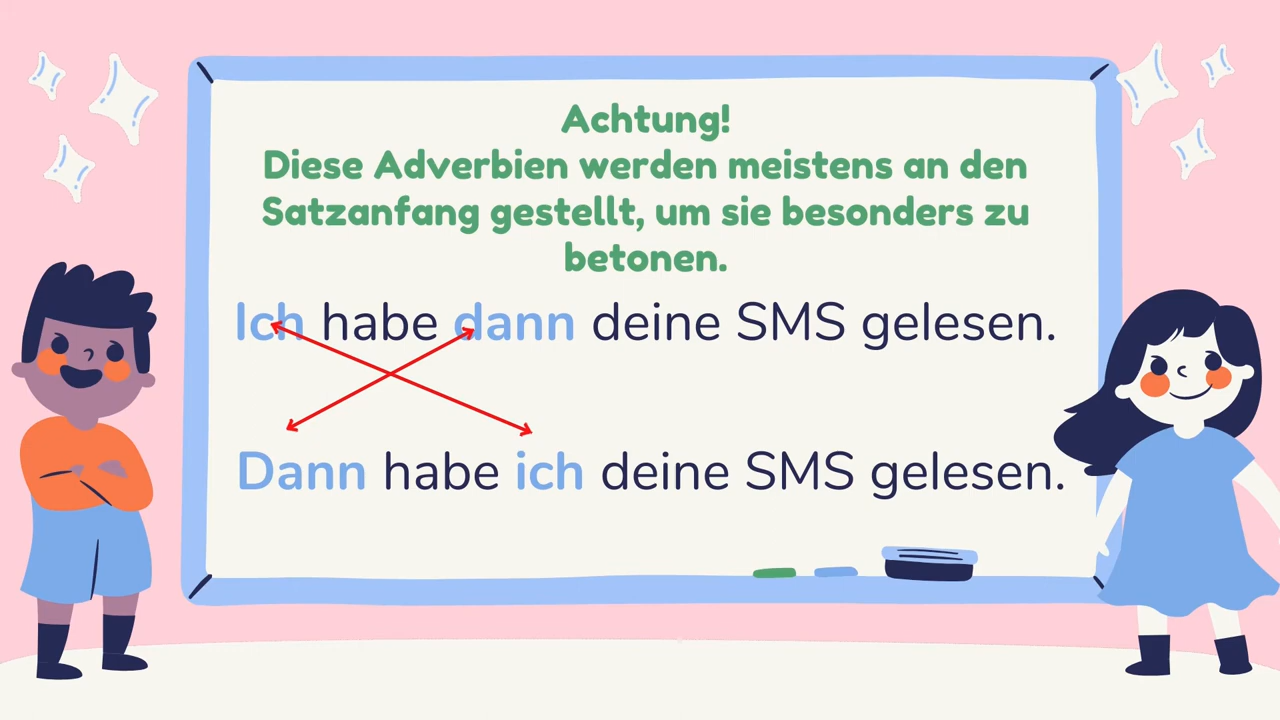 Achtung!
Diese Adverbien werden meistens an den
Satzanfang gestellt, um sie besonders zu
betonen.
Ich habe dann deine SMS gelesen.
Dann habe ich deine SMS gelesen.